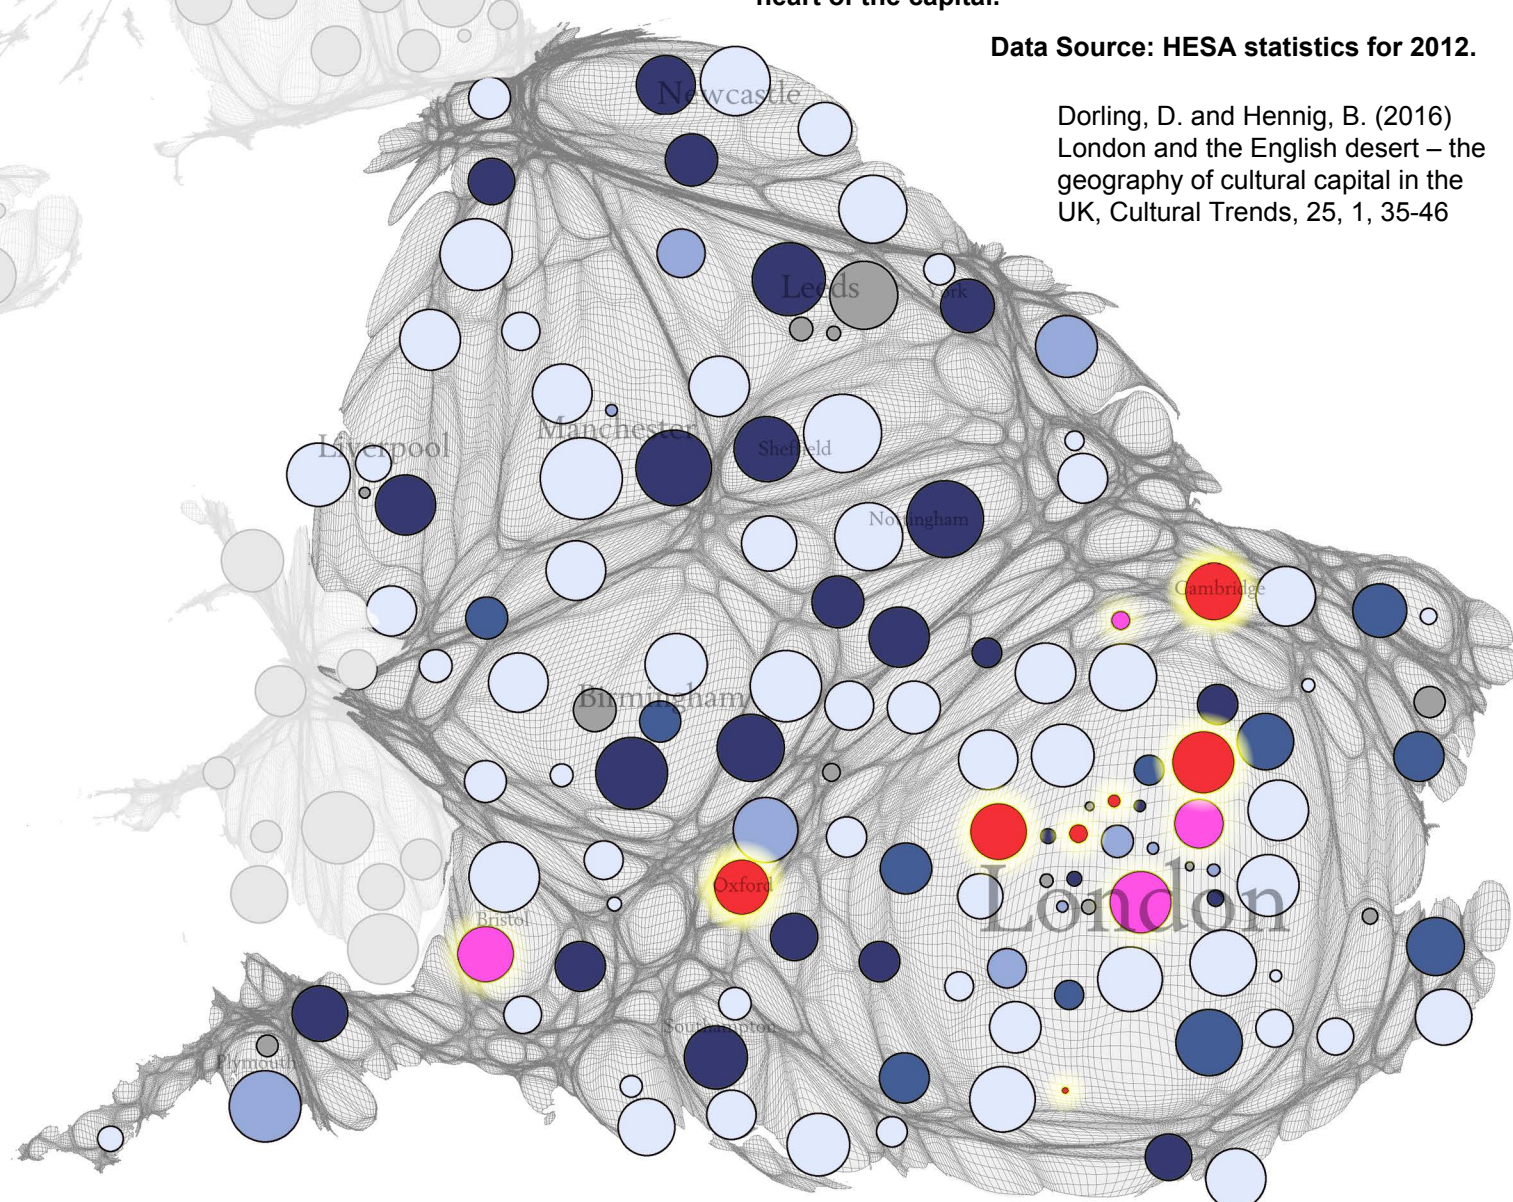 heart of the capital.
Data Source: HESA statistics for 2012.
Dorling, D. and Hennig, B. (2016)
London and the English desert – the
geography of cultural capital in the
UK, Cultural Trends, 25, 1, 35-46
Newcastle
Leeds
York
Manchester
Liverpool
Sheffield
Nottingham
Cambridge
Birmingham
Oxford
London
Bristol
Southampton
Plymouth